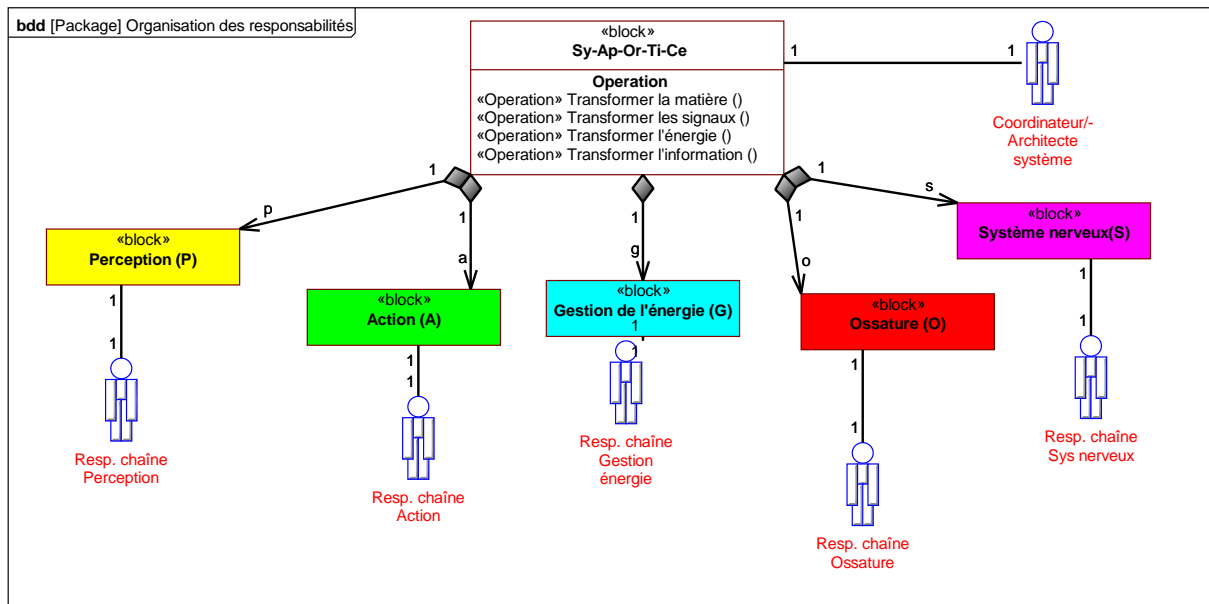 bdd [Package] Organisation des responsabilités
«block»
Sy-Ap-Or-Ti-Ce
Operation
«Operation» Transformer la matière ()
«Operation» Transformer les signaux ()
«Operation» Transformer l'énergie ()
«Operation» Transformer l'information ()
1
1
Coordinateur/-
Architecte
système
1
p
1
a
1
g
1
o
1
s
«block»
Perception (P)
«block»
Action (A)
«block»
Gestion de l'énergie (G)
«block»
Ossature (O)
«block»
Système nerveux(S)
1
1
Resp. chaîne
Perception
1
1
Resp. chaîne
Action
1
1
Resp. chaîne
Gestion
énergie
1
1
Resp. chaîne
Ossature
1
1
Resp. chaîne
Sys nerveux